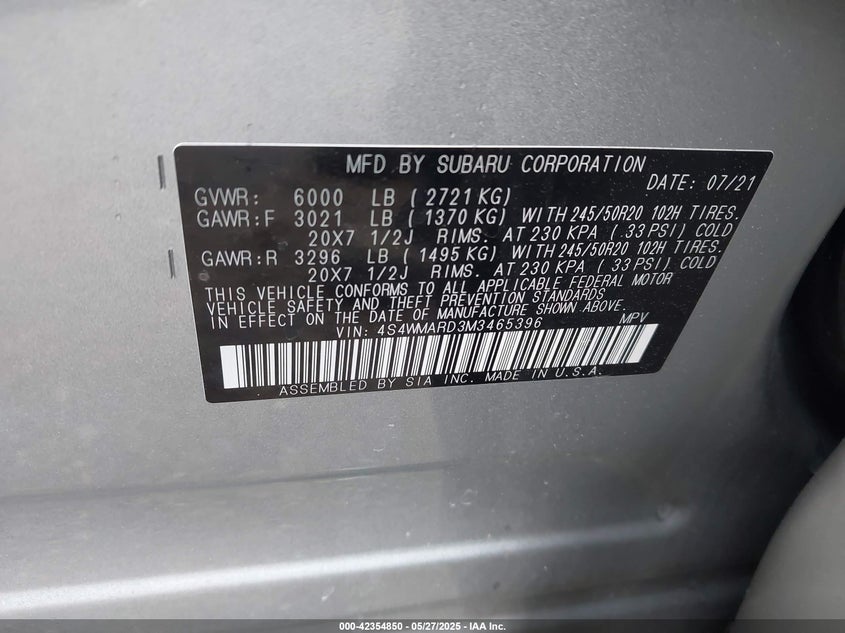 MFD BY SUBARU CORPORATION
DATE: 07/21
GVWR: 6000 LB ( 2721 KG)
GAWR:F 3021 LB ( 1370 KG) WITH 245/50R20 102H TIRES.
20X7 1/2J RIMS. AT 230 KPA ( .33 PSI) COLD
GAWR:R 3296 LB ( 1495 KG) WITH 245/50R20 102H TIRES.
20X7 1/2J RIMS. AT 230 KPA ( .33 PSI) COLD
THIS VEHICLE CONFORMS TO ALL APPLICABLE FEDERAL MOTOR
VEHICLE SAFETY AND THEFT PREVENTION STANDARDS
IN EFFECT ON THE DATE OF MANUFACTURE SHOWN ABOVE.
VIN: 4S4WMARD3M3465396 MPV
ASSEMBLED BY SIA INC. MADE IN U.S.A.
000-42354850 - 05/27/2025 - IAA Inc.